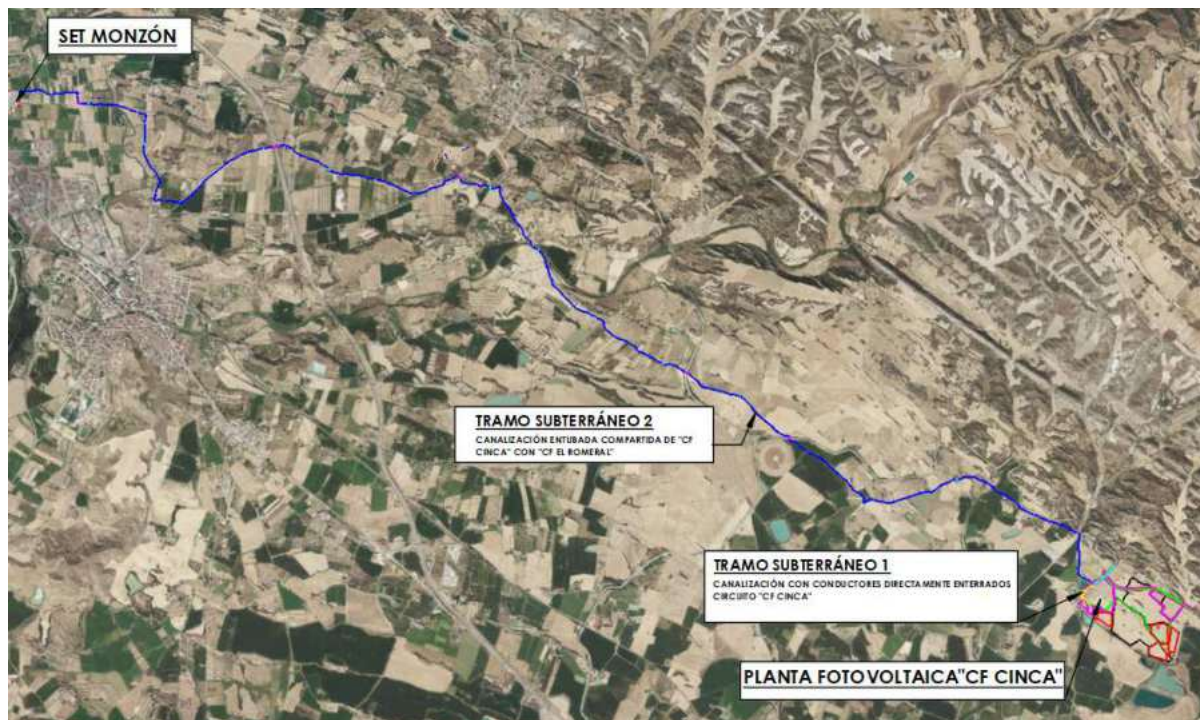 SET MONZÓN
TRAMO SUBTERRÁNEO 2
CANALIZACIÓN ENTUBADA COMPARTIDA DE "CF
CINCA" CON "CF EL ROMERAL"
TRAMO SUBTERRÁNEO 1
CANALIZACIÓN CON CONDUCTORES DIRECTAMENTE ENTERRADOS
CIRCUITO "CF CINCA"
PLANTA FOTOVOLTAICA"CF CINCA"